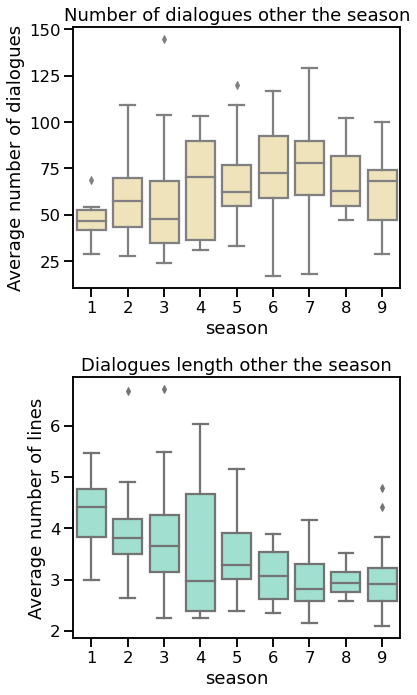 Number of dialogues other the season
Average number of dialogues
150
125
100
75
50
25
1 2 3 4 5 6 7 8 9
season
Dialogues length other the season
Average number of lines
6
5
4
3
2
1 2 3 4 5 6 7 8 9
season